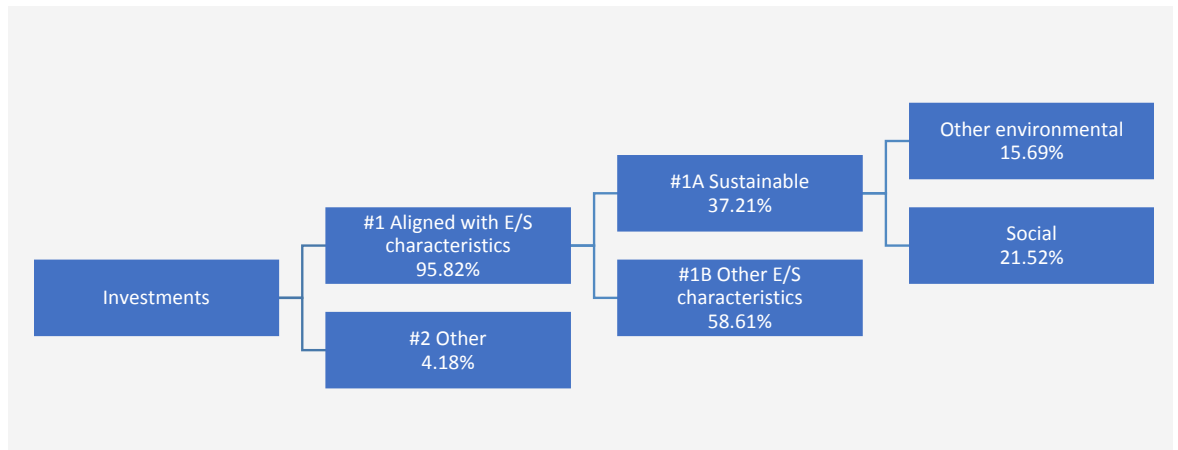 Investments
#1 Aligned with E/S
characteristics
95.82%
#2 Other
4.18%
#1A Sustainable
37.21%
#1B Other E/S
characteristics
58.61%
Other environmental
15.69%
Social
21.52%